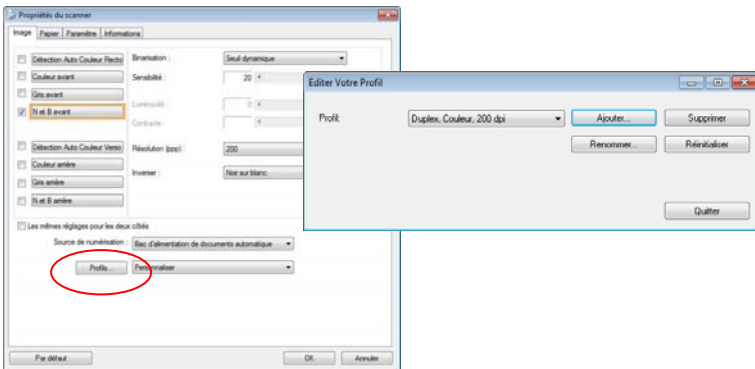 Propriétés du scanner
Image Papier Paramètre Informations
Détection Auto Couleur Recto Binarisation : Seuil dynamique
Couleur avant Sensibilité : 20
Gris avant
N et B avant Luminosité : 0
Contraste :
Détection Auto Couleur Verso Résolution (ppp) : 200
Couleur arrière
Inverser : Noir sur blanc
Gris arrière
N et B arrière
Les mêmes réglages pour les deux côtés
Source de numérisation : Bac d'alimentation de documents automatique
Profils... Personnaliser
Par défaut OK Annuler
Editer Votre Profil
Profil: Duplex, Couleur, 200 dpi Ajouter... Supprimer
Renommer... Réinitialiser
Quitter